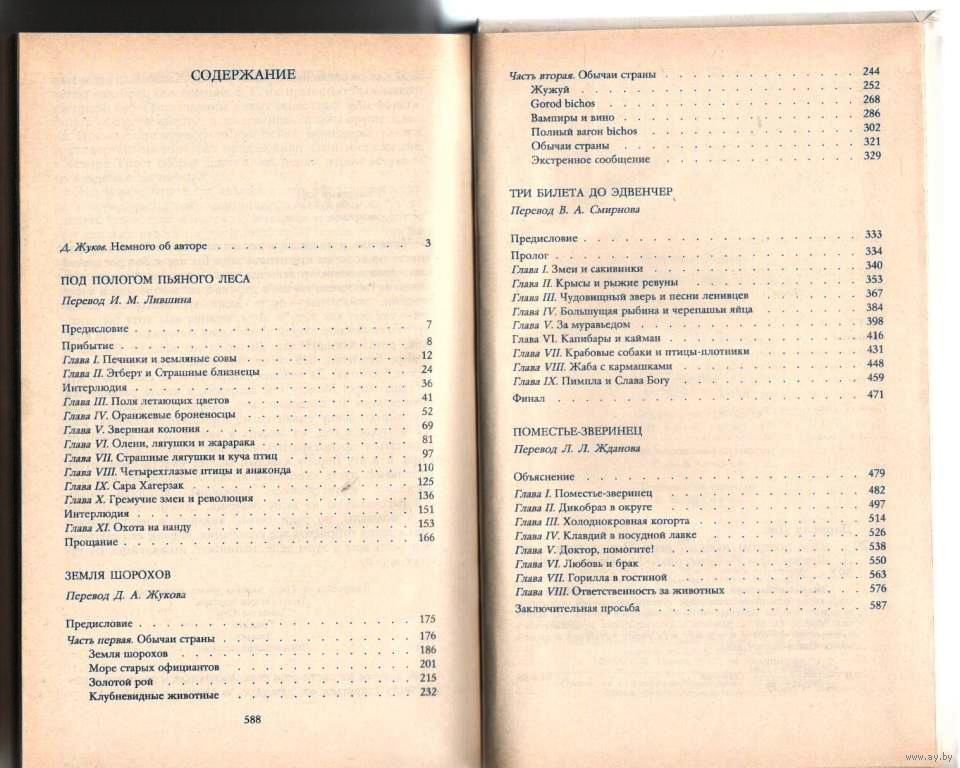 СОДЕРЖАНИЕ
Д. Жуков. Немного об авторе . . . 3
ПОД ПОЛОГОМ ПЬЯНОГО ЛЕСА
Перевод И. М. Лившина
Предисловие . . . 7
Прибытие . . . 8
Глава I. Печники и земляные совы . . . 12
Глава II. Эгберт и Страшные близнецы . . . 24
Интерлюдия . . . 36
Глава III. Поля летающих цветов . . . 41
Глава IV. Оранжевые броненосцы . . . 52
Глава V. Звериная колония . . . 69
Глава VI. Олени, лягушки и жарарака . . . 81
Глава VII. Страшные лягушки и куча птиц . . . 97
Глава VIII. Четырехглазые птицы и анаконда . . . 110
Глава IX. Сара Хагерзак . . . 125
Глава X. Гремучие змеи и революция . . . 136
Интерлюдия . . . 151
Глава XI. Охота на нанду . . . 153
Прощание . . . 166
ЗЕМЛЯ ШОРОХОВ
Перевод Д. А. Жукова
Предисловие . . . 175
Часть первая. Обычаи страны . . . 176
Земля шорохов . . . 186
Море старых официантов . . . 201
Золотой рой . . . 215
Клубневидные животные . . . 232
588
Часть вторая. Обычаи страны . . . 244
Жужуй . . . 252
Gorod bichos . . . 268
Вампиры и вино . . . 286
Полный вагон bichos . . . 302
Обычаи страны . . . 321
Экстренное сообщение . . . 329
ТРИ БИЛЕТА ДО ЭДВЕНЧЕР
Перевод В. А. Смирнова
Предисловие . . . 333
Пролог . . . 334
Глава I. Змеи и сакивинки . . . 340
Глава II. Крысы и рыжие ревуны . . . 353
Глава III. Чудовищный зверь и песни ленивцев . . . 367
Глава IV. Большущая рыбина и черепашьи яйца . . . 384
Глава V. За муравьедом . . . 398
Глава VI. Капибары и кайман . . . 416
Глава VII. Крабовые собаки и птицы-плотники . . . 431
Глава VIII. Жаба с кармашками . . . 448
Глава IX. Пимпла и Слава Богу . . . 459
Финал . . . 471
ПОМЕСТЬЕ-ЗВЕРИНЕЦ
Перевод Л. Л. Жданова
Объяснение . . . 479
Глава I. Поместье-зверинец . . . 482
Глава II. Дикобраз в округе . . . 497
Глава III. Холоднокровная когорта . . . 514
Глава IV. Клавдий в посудной лавке . . . 526
Глава V. Доктор, помогите! . . . 538
Глава VI. Любовь и брак . . . 550
Глава VII. Горилла в гостиной . . . 563
Глава VIII. Ответственность за животных . . . 576
Заключительная просьба . . . 587
www.ay.by